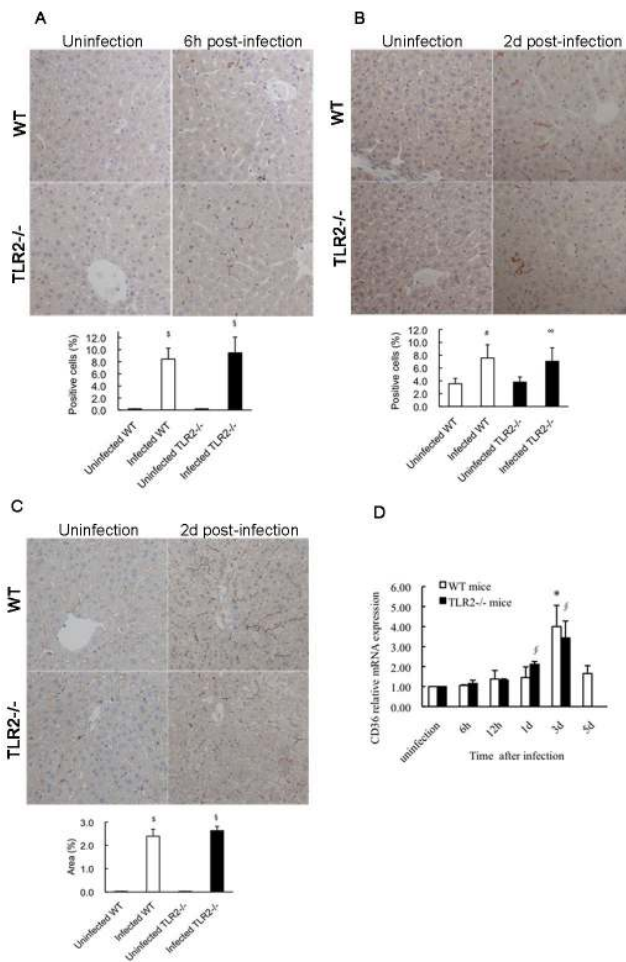 A
Uninfection 6h post-infection
WT
TLR2-/-
Positive cells (%)
12.0
10.0
8.0
6.0
4.0
2.0
0.0
$ $
Uninfected WT
Infected WT
Uninfected TLR2-/-
Infected TLR2-/-
B
Uninfection 2d post-infection
WT
TLR2-/-
Positive cells (%)
12.0
10.0
8.0
6.0
4.0
2.0
0.0
# ∞
Uninfected WT
Infected WT
Uninfected TLR2-/-
Infected TLR2-/-
C
Uninfection 2d post-infection
WT
TLR2-/-
Area (%)
3.0
2.0
1.0
0.0
$ $
Uninfected WT
Infected WT
Uninfected TLR2-/-
Infected TLR2-/-
D
CD36 relative mRNA expression
6.00
5.00
4.00
3.00
2.00
1.00
0.00
WT mice
TLR2-/- mice
*
uninfection
6h
12h
1d
3d
5d
Time after infection